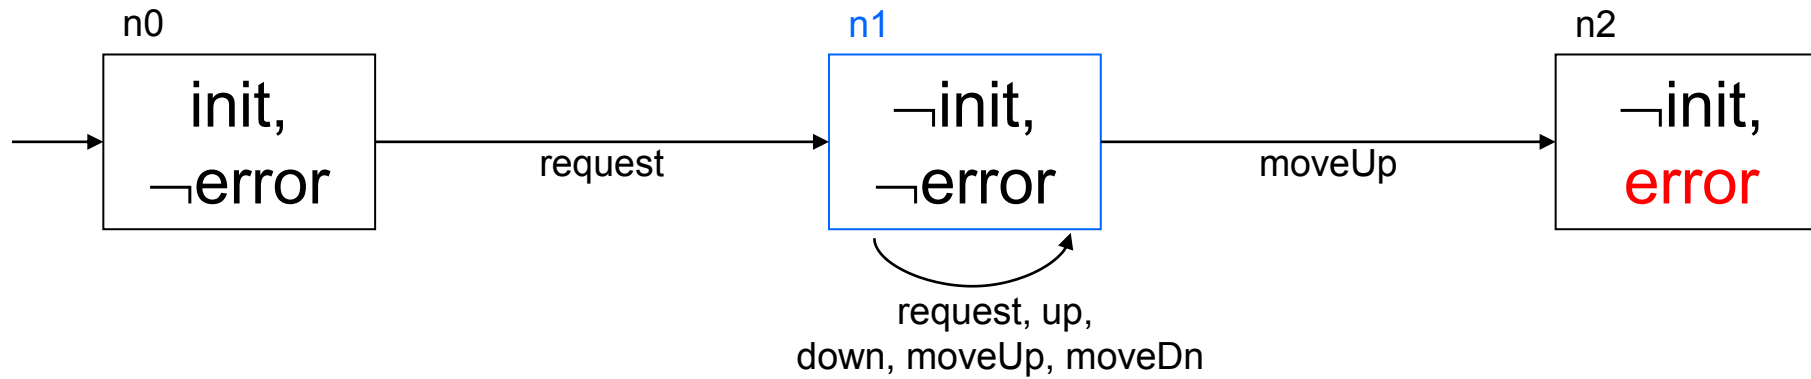 n0
n1
n2
init,
¬error
¬init,
¬error
¬init,
error
request
moveUp
request, up,
down, moveUp, moveDn